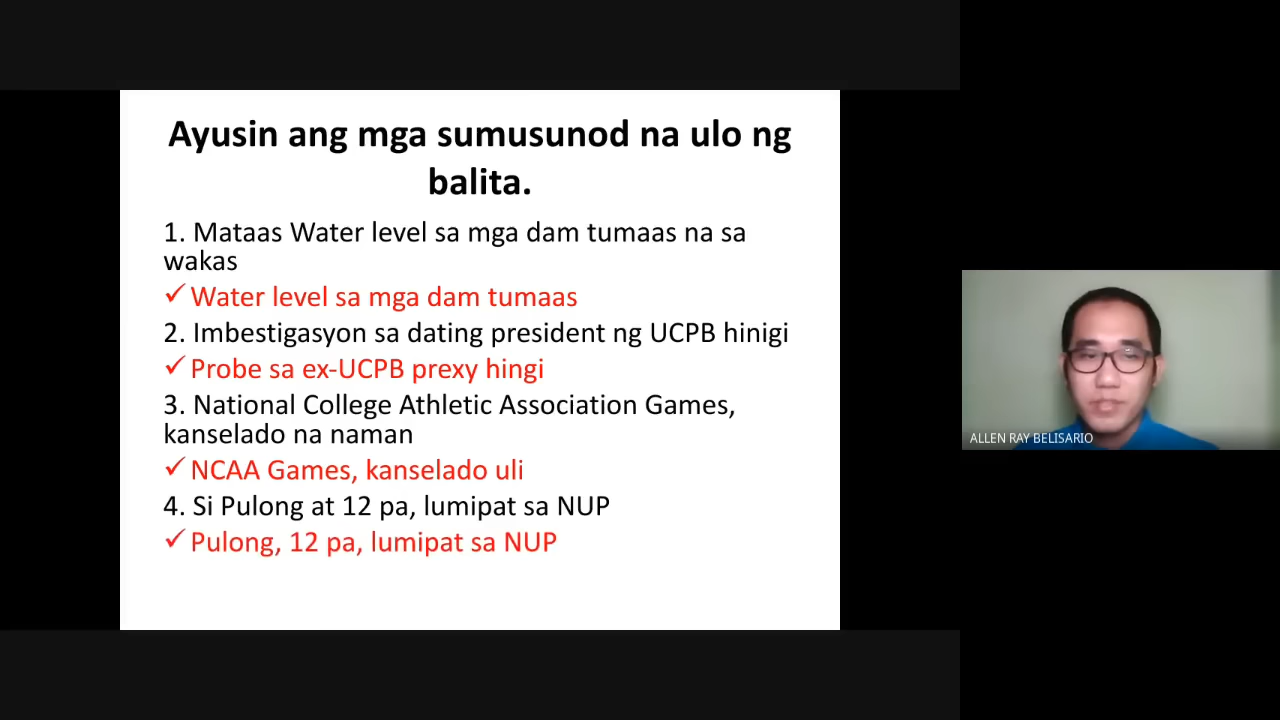 Ayusin ang mga sumusunod na ulo ng
balita.
1. Mataas Water level sa mga dam tumaas na sa
wakas
✓Water level sa mga dam tumaas
2. Imbestigasyon sa dating president ng UCPB hinigi
✓Probe sa ex-UCPB prexy hingi
3. National College Athletic Association Games,
kanselado na naman
✓NCAA Games, kanselado uli
4. Si Pulong at 12 pa, lumipat sa NUP
✓Pulong, 12 pa, lumipat sa NUP
ALLEN RAY BELISARIO